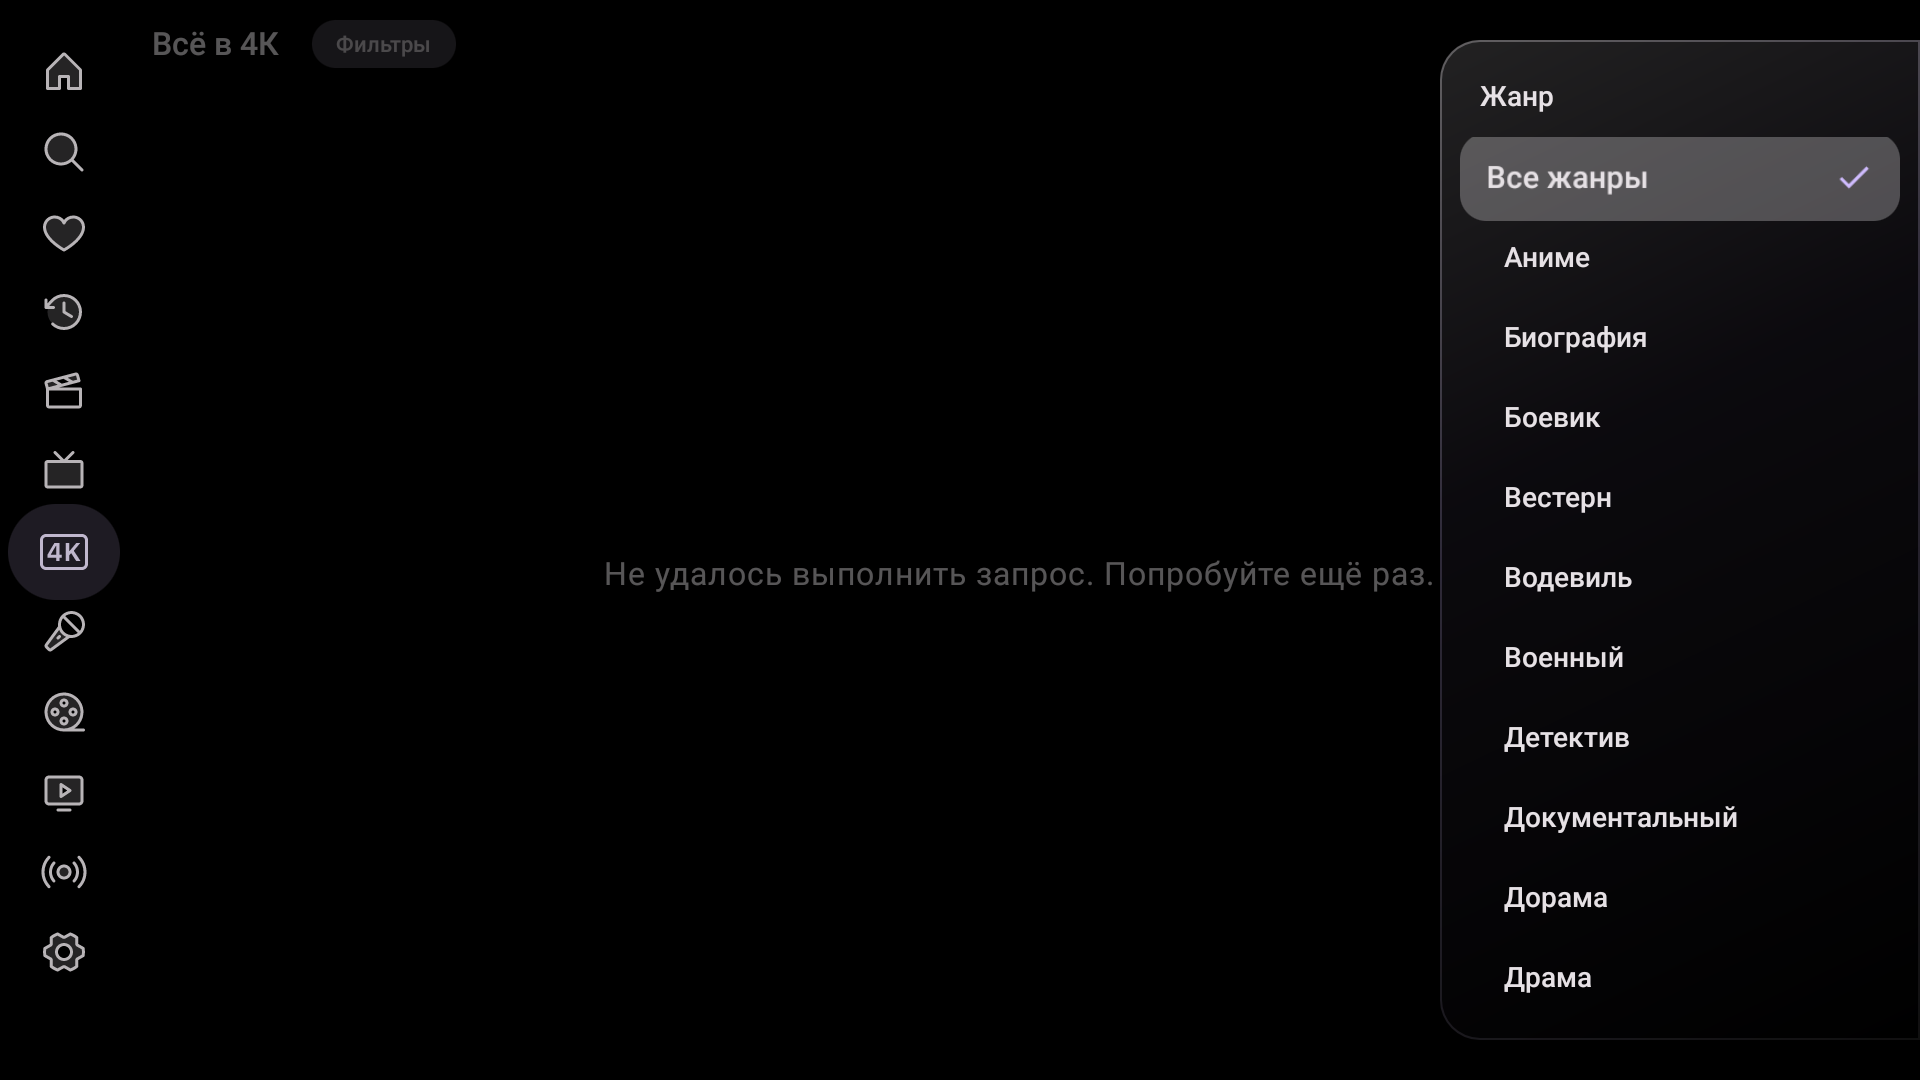 Всё в 4К
Фильтры
4K
Не удалось выполнить запрос. Попробуйте ещё раз.
Жанр
Все жанры
Аниме
Биография
Боевик
Вестерн
Водевиль
Военный
Детектив
Документальный
Дорама
Драма